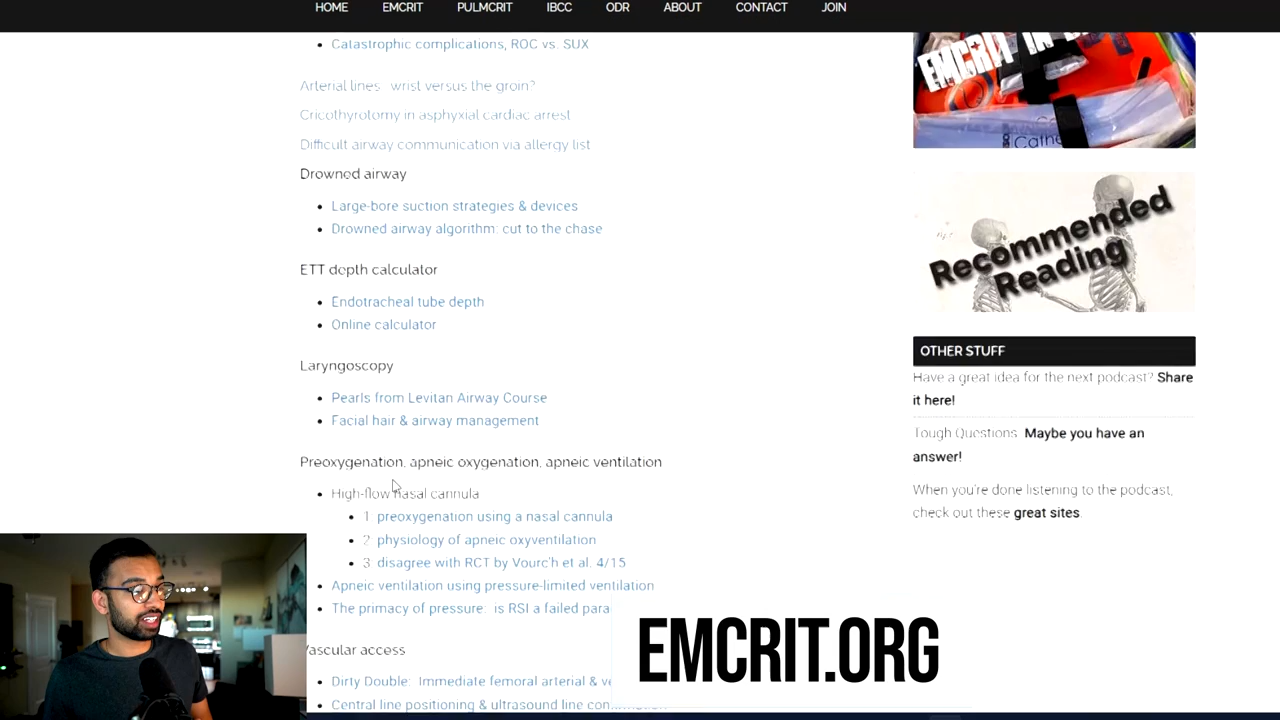 HOME EMCRIT PULMCRIT IBCC ODR ABOUT CONTACT JOIN
Catastrophic complications, ROC vs. SUX
Arterial lines wrist versus the groin?
Cricothyrotomy in asphyxial cardiac arrest
Difficult airway communication via allergy list
Drowned airway
Large-bore suction strategies & devices
Drowned airway algorithm: cut to the chase
ETT depth calculator
Endotracheal tube depth
Online calculator
Laryngoscopy
Pearls from Levitan Airway Course
Facial hair & airway management
Preoxygenation, apneic oxygenation, apneic ventilation
High-flow nasal cannula
1 preoxygenation using a nasal cannula
2 physiology of apneic oxyventilation
3 disagree with RCT by Vourc'h et al. 4/15
Apneic ventilation using pressure-limited ventilation
The primacy of pressure: is RSI a failed para
Vascular access
Dirty Double: Immediate femoral arterial & ve
Central line positioning & ultrasound line
EMCRIT
Recommended
Reading
OTHER STUFF
Have a great idea for the next podcast? Share
it here!
Tough Questions Maybe you have an
answer!
When you're done listening to the podcast,
check out these great sites.
EMCRIT.ORG